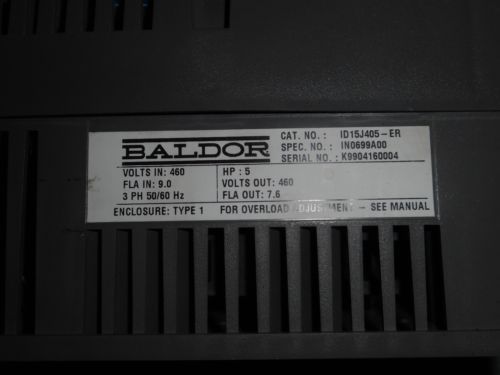 BALDOR
CAT. NO. : ID15J405-ER
SPEC. NO. : IN0699A00
SERIAL NO. : K9904160004
VOLTS IN: 460
FLA IN: 9.0
3 PH 50/60 Hz
HP : 5
VOLTS OUT: 460
FLA OUT: 7.6
ENCLOSURE: TYPE 1 FOR OVERLOAD ADJUSTMENT - SEE MANUAL